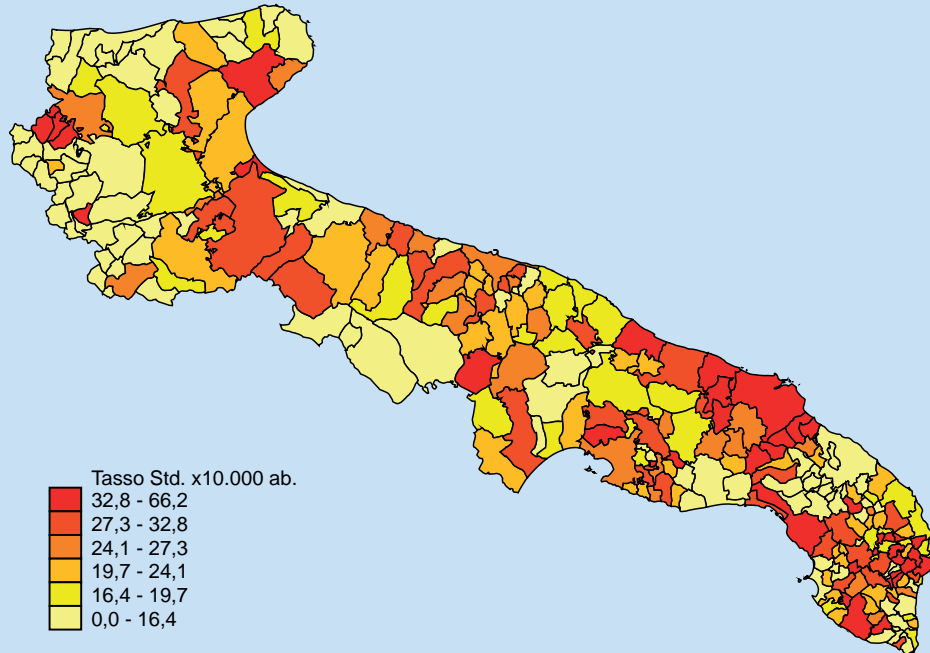 Tasso Std. x10.000 ab.
32,8 - 66,2
27,3 - 32,8
24,1 - 27,3
19,7 - 24,1
16,4 - 19,7
0,0 - 16,4